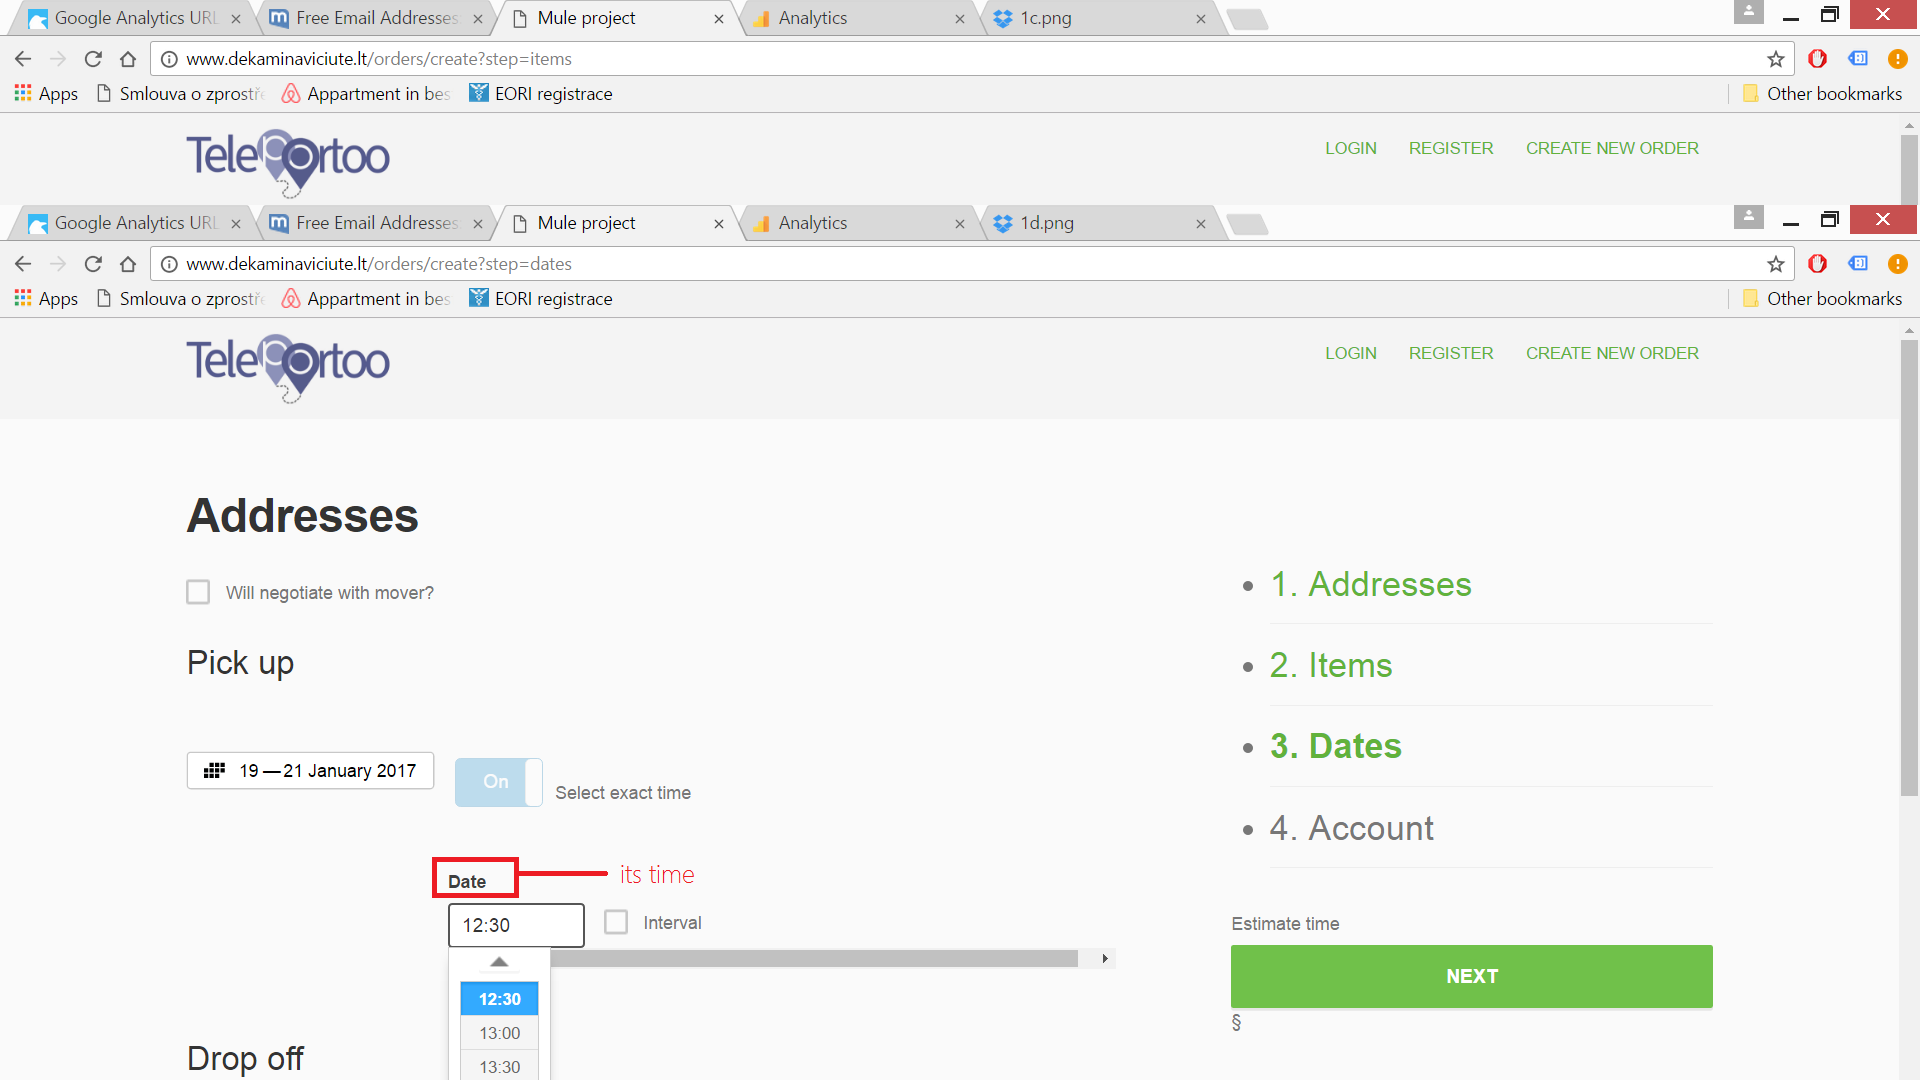 Google Analytics URL
Free Email Addresses
Mule project
Analytics
1c.png
www.dekaminaviciute.lt/orders/create?step=items
Apps
Smlouva o zprostře
Appartment in bes
EORI registrace
Other bookmarks
Teleportoo
LOGIN
REGISTER
CREATE NEW ORDER
Google Analytics URL
Free Email Addresses
Mule project
Analytics
1d.png
www.dekaminaviciute.lt/orders/create?step=dates
Apps
Smlouva o zprostře
Appartment in bes
EORI registrace
Other bookmarks
Teleportoo
LOGIN
REGISTER
CREATE NEW ORDER
Addresses
Will negotiate with mover?
Pick up
19 — 21 January 2017
On
Select exact time
Date
its time
12:30
Interval
12:30
13:00
13:30
Drop off
1. Addresses
2. Items
3. Dates
4. Account
Estimate time
NEXT
§